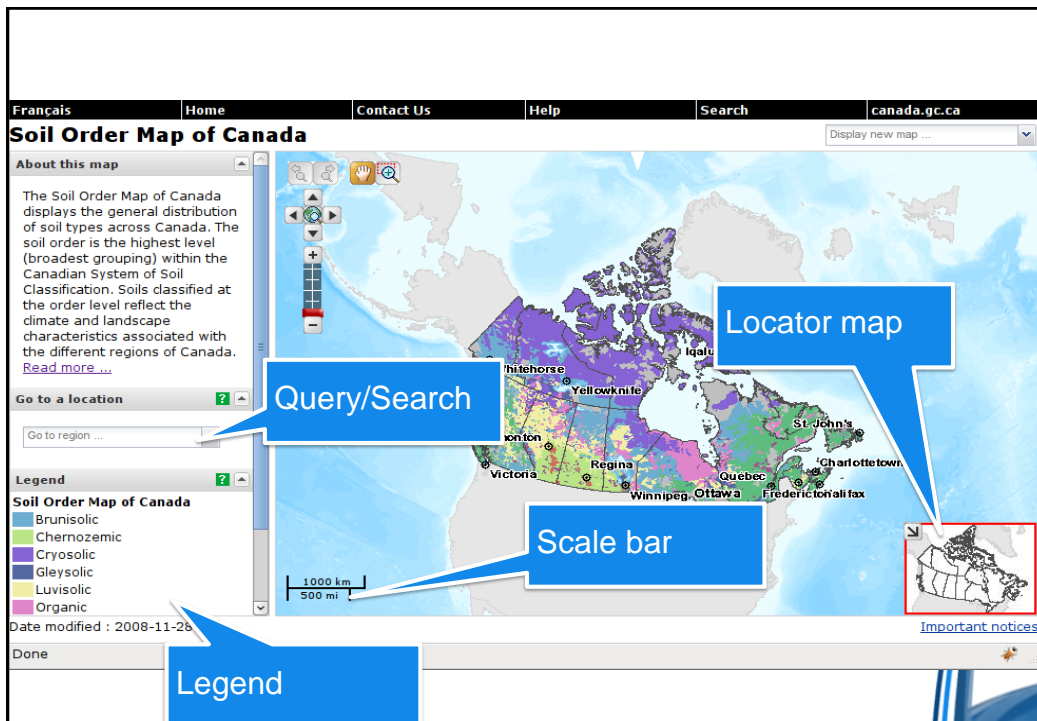 Français Home Contact Us Help Search canada.gc.ca
Soil Order Map of Canada
Display new map ...
About this map
The Soil Order Map of Canada
displays the general distribution
of soil types across Canada. The
soil order is the highest level
(broadest grouping) within the
Canadian System of Soil
Classification. Soils classified at
the order level reflect the
climate and landscape
characteristics associated with
the different regions of Canada.
Read more ...
Go to a location
?
Go to region ...
Legend
?
Soil Order Map of Canada
Brunisolic
Chernozemic
Cryosolic
Gleysolic
Luvisolic
Organic
Date modified : 2008-11-28
Done
Query/Search
Locator map
Scale bar
Legend
Iqalu
hitehorse
Yellowknife
onton
St. John's
Charlottetown
Victoria
Regina
Winnipeg
Ottawa
Quebec
Fredericton
alifax
1000 km
500 mi
Important notices